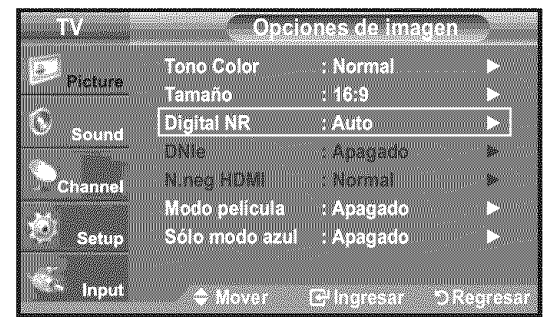 TV
Opciones de imagen
Picture
Sound
Channel
Setup
Input
Tono Color : Normal
Tamaño : 16:9
Digital NR : Auto
DNIe : Apagado
N.neg HDMI : Normal
Modo película : Apagado
Sólo modo azul : Apagado
Mover Ingresar Regresar